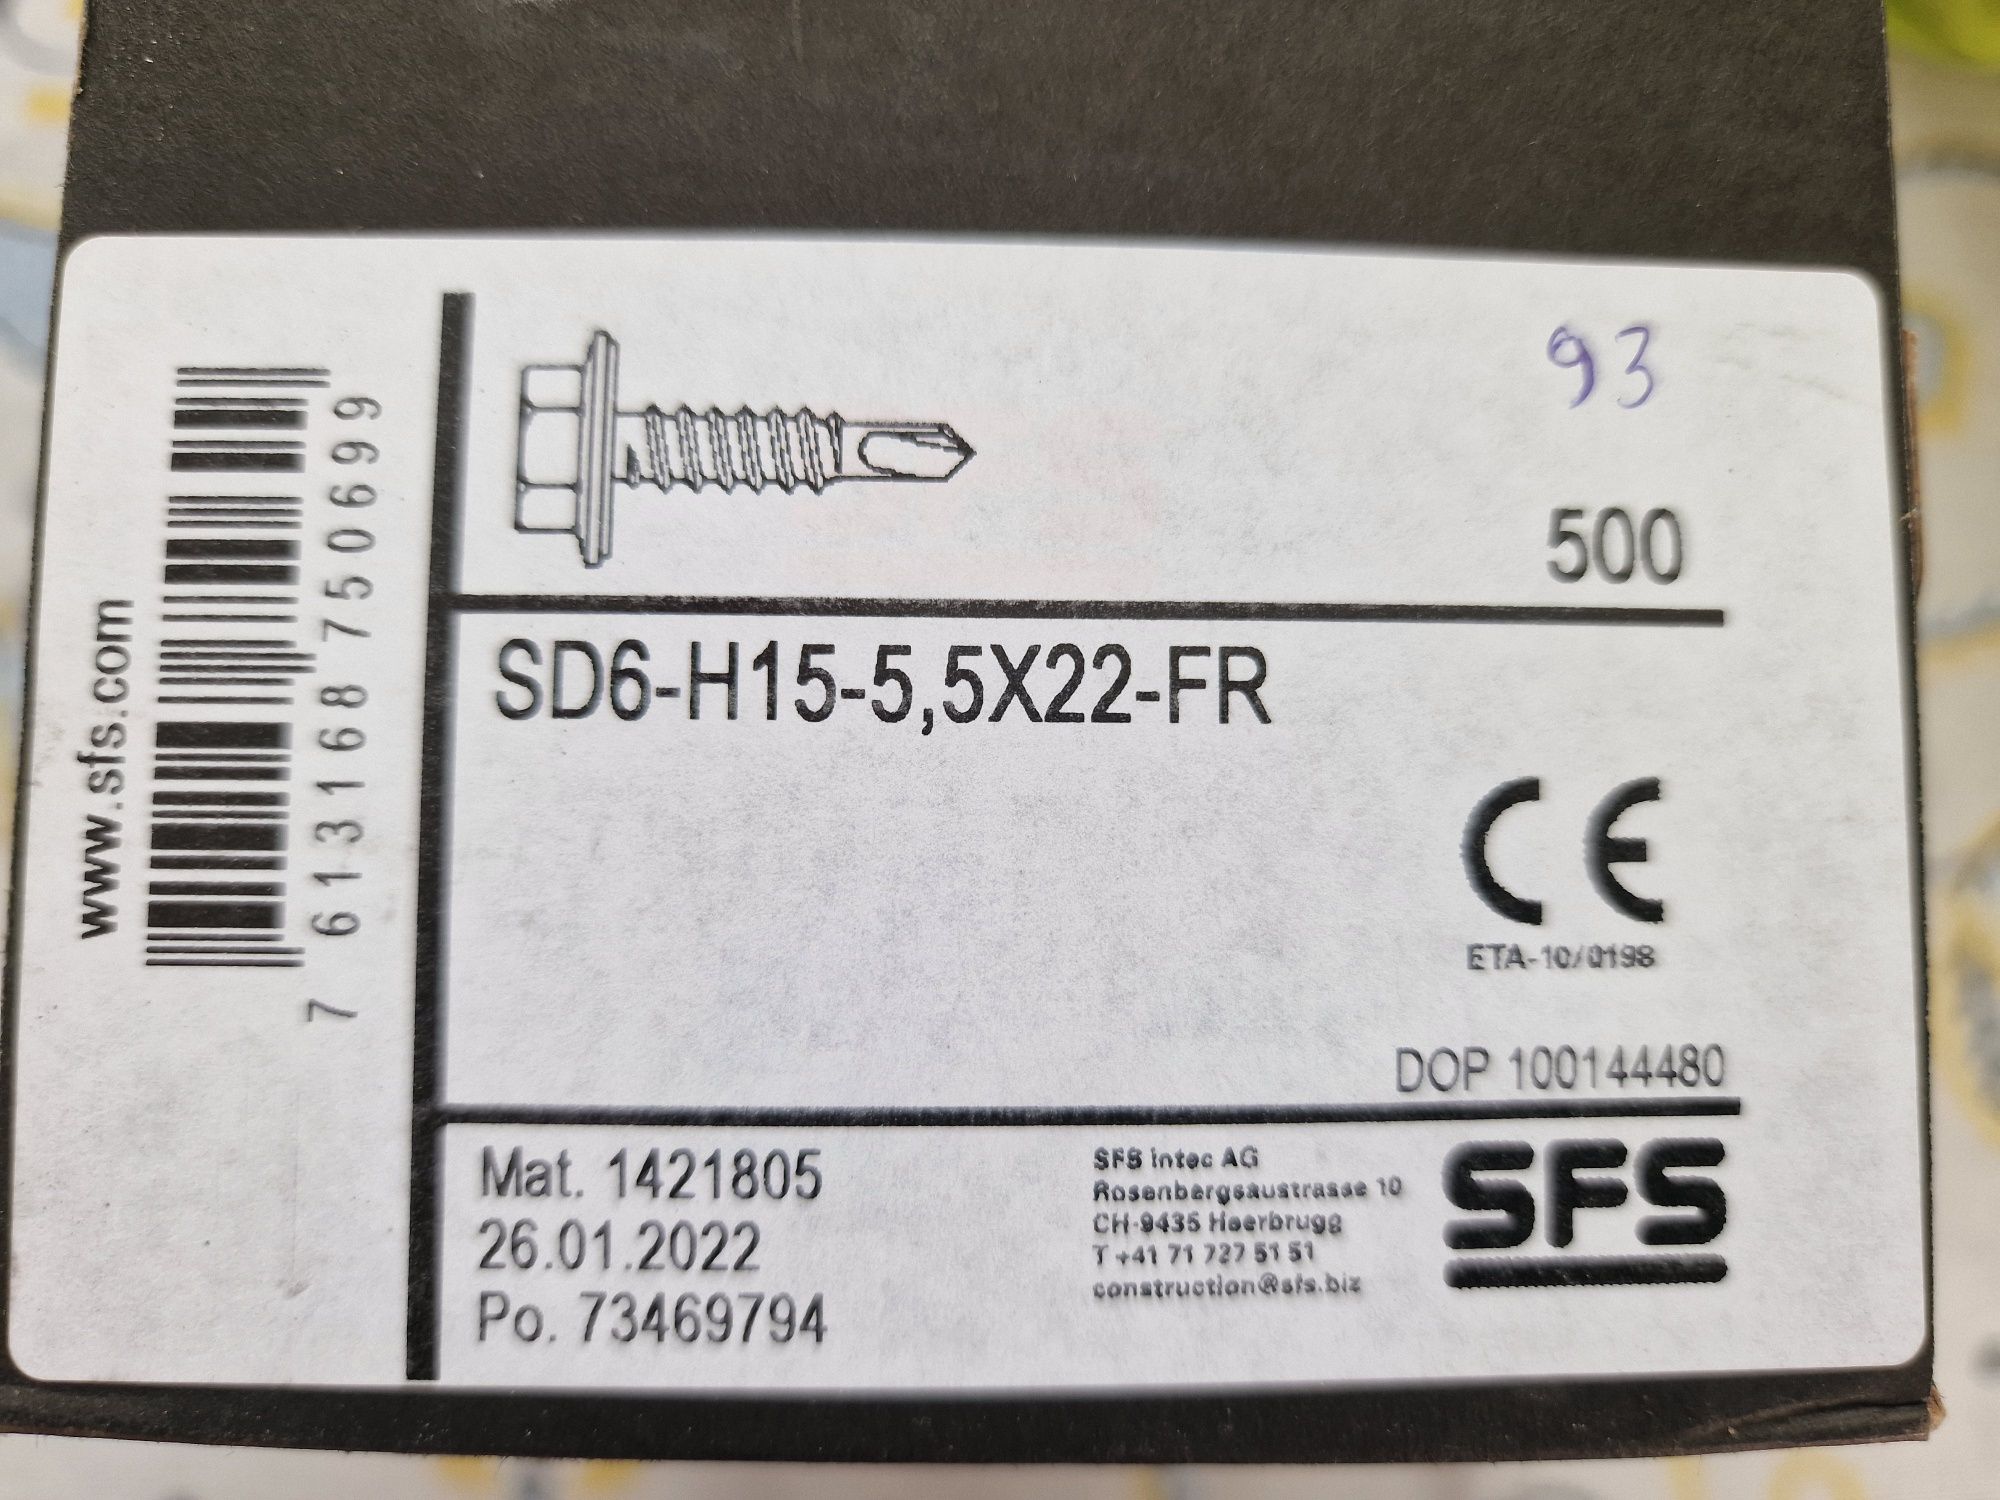 93
500
SD6-H15-5,5X22-FR
CE
ETA-10/0198
DOP 100144480
Mat. 1421805
26.01.2022
Po. 73469794
SFS intec AG
Rosenbergsaustrasse 10
CH-9435 Heerbrugg
T +41 71 727 51 51
construction@sfs.biz
SFS
www.sfs.com
7 613168 750699